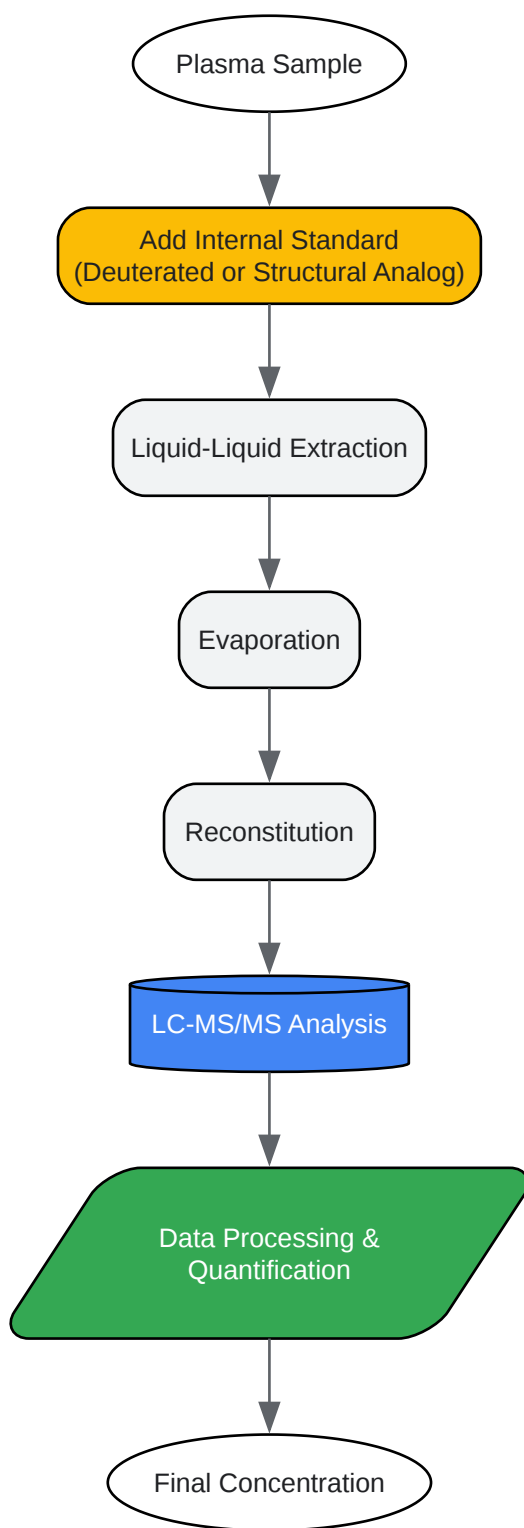 Plasma Sample
Add Internal Standard
(Deuterated or Structural Analog)
Liquid-Liquid Extraction
Evaporation
Reconstitution
LC-MS/MS Analysis
Data Processing &
Quantification
Final Concentration